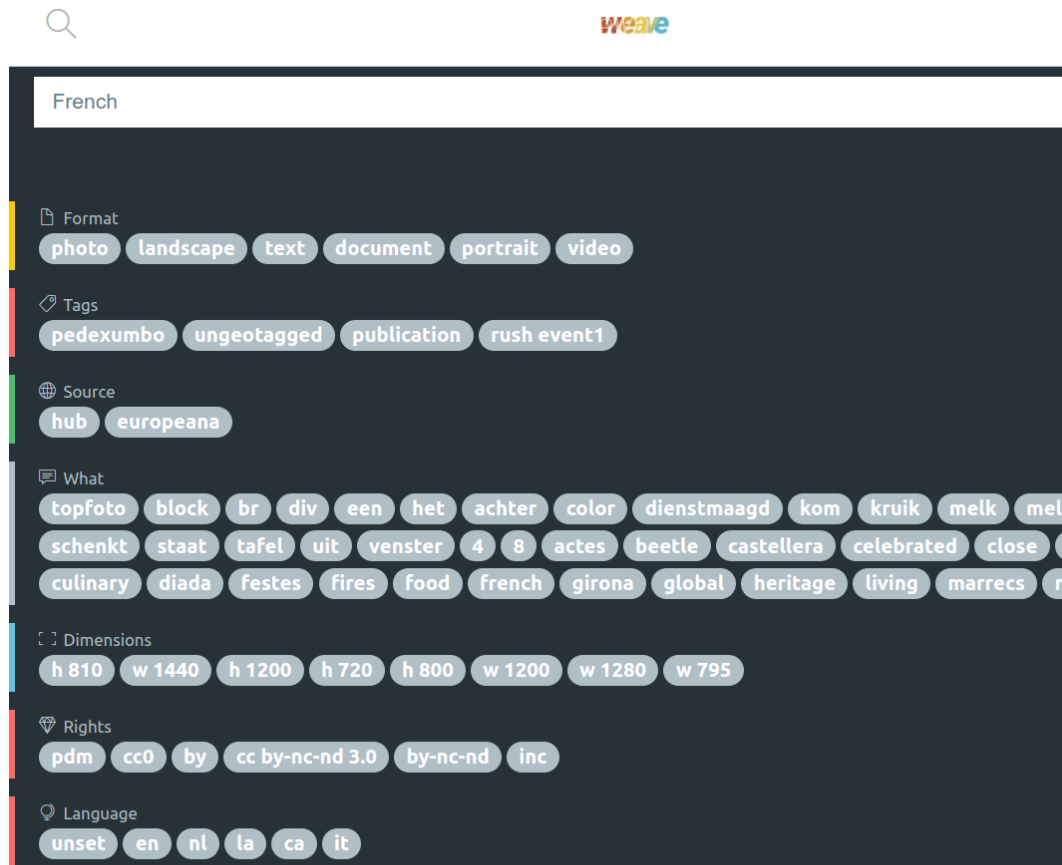 weave
French
Format
photo landscape text document portrait video
Tags
pedexumbo ungeotagged publication rush event1
Source
hub europeana
What
topfoto block br div een het achter color dienstmaagd kom kruik melk
schenkt staat tafel uit venster 4 8 actes beetle castellera celebrated close
culinary diada festes fires food french girona global heritage living marrecs
Dimensions
h 810 w 1440 h 1200 h 720 h 800 w 1200 w 1280 w 795
Rights
pdm cc0 by cc by-nc-nd 3.0 by-nc-nd inc
Language
unset en nl la ca it